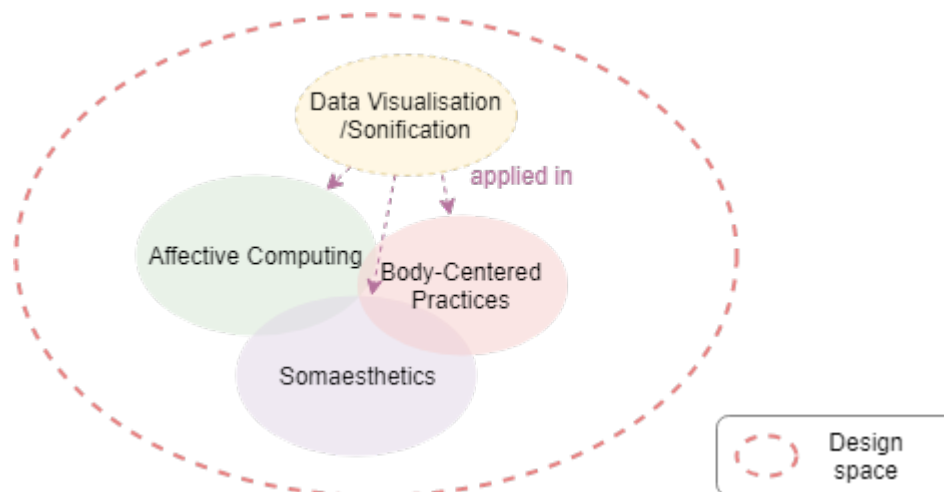 Data Visualisation
/Sonification
applied in
Affective Computing
Body-Centered
Practices
Somaesthetics
Design
space